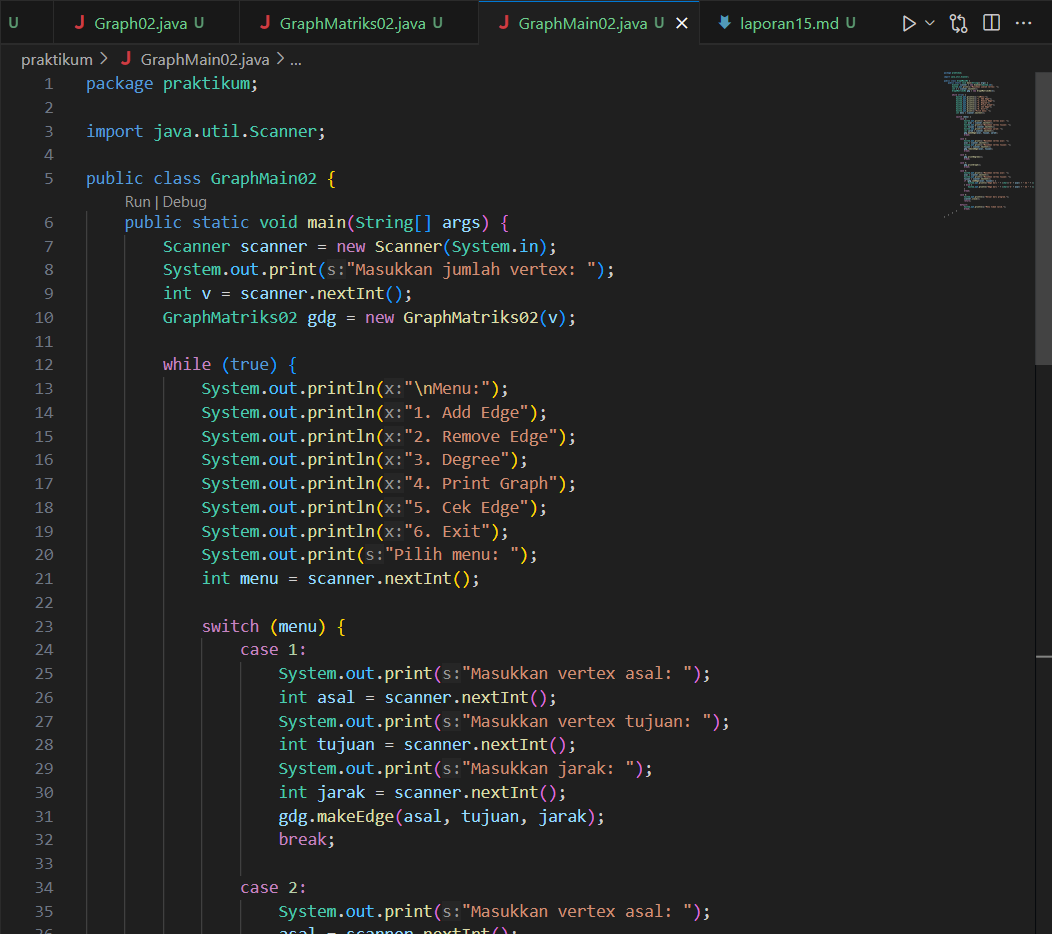 U
J Graph02.java U
J GraphMatriks02.java U
J GraphMain02.java U
laporan15.md U
praktikum > J GraphMain02.java > ...
1 package praktikum;
2
3 import java.util.Scanner;
4
5 public class GraphMain02 {
Run | Debug
6 public static void main(String[] args) {
7 Scanner scanner = new Scanner(System.in);
8 System.out.print(s:"Masukkan jumlah vertex: ");
9 int v = scanner.nextInt();
10 GraphMatriks02 gdg = new GraphMatriks02(v);
11
12 while (true) {
13 System.out.println(x:"\nMenu:");
14 System.out.println(x:"1. Add Edge");
15 System.out.println(x:"2. Remove Edge");
16 System.out.println(x:"3. Degree");
17 System.out.println(x:"4. Print Graph");
18 System.out.println(x:"5. Cek Edge");
19 System.out.println(x:"6. Exit");
20 System.out.print(s:"Pilih menu: ");
21 int menu = scanner.nextInt();
22
23 switch (menu) {
24 case 1:
25 System.out.print(s:"Masukkan vertex asal: ");
26 int asal = scanner.nextInt();
27 System.out.print(s:"Masukkan vertex tujuan: ");
28 int tujuan = scanner.nextInt();
29 System.out.print(s:"Masukkan jarak: ");
30 int jarak = scanner.nextInt();
31 gdg.makeEdge(asal, tujuan, jarak);
32 break;
33
34 case 2:
35 System.out.print(s:"Masukkan vertex asal: ");
36 asal = scanner.nextInt();